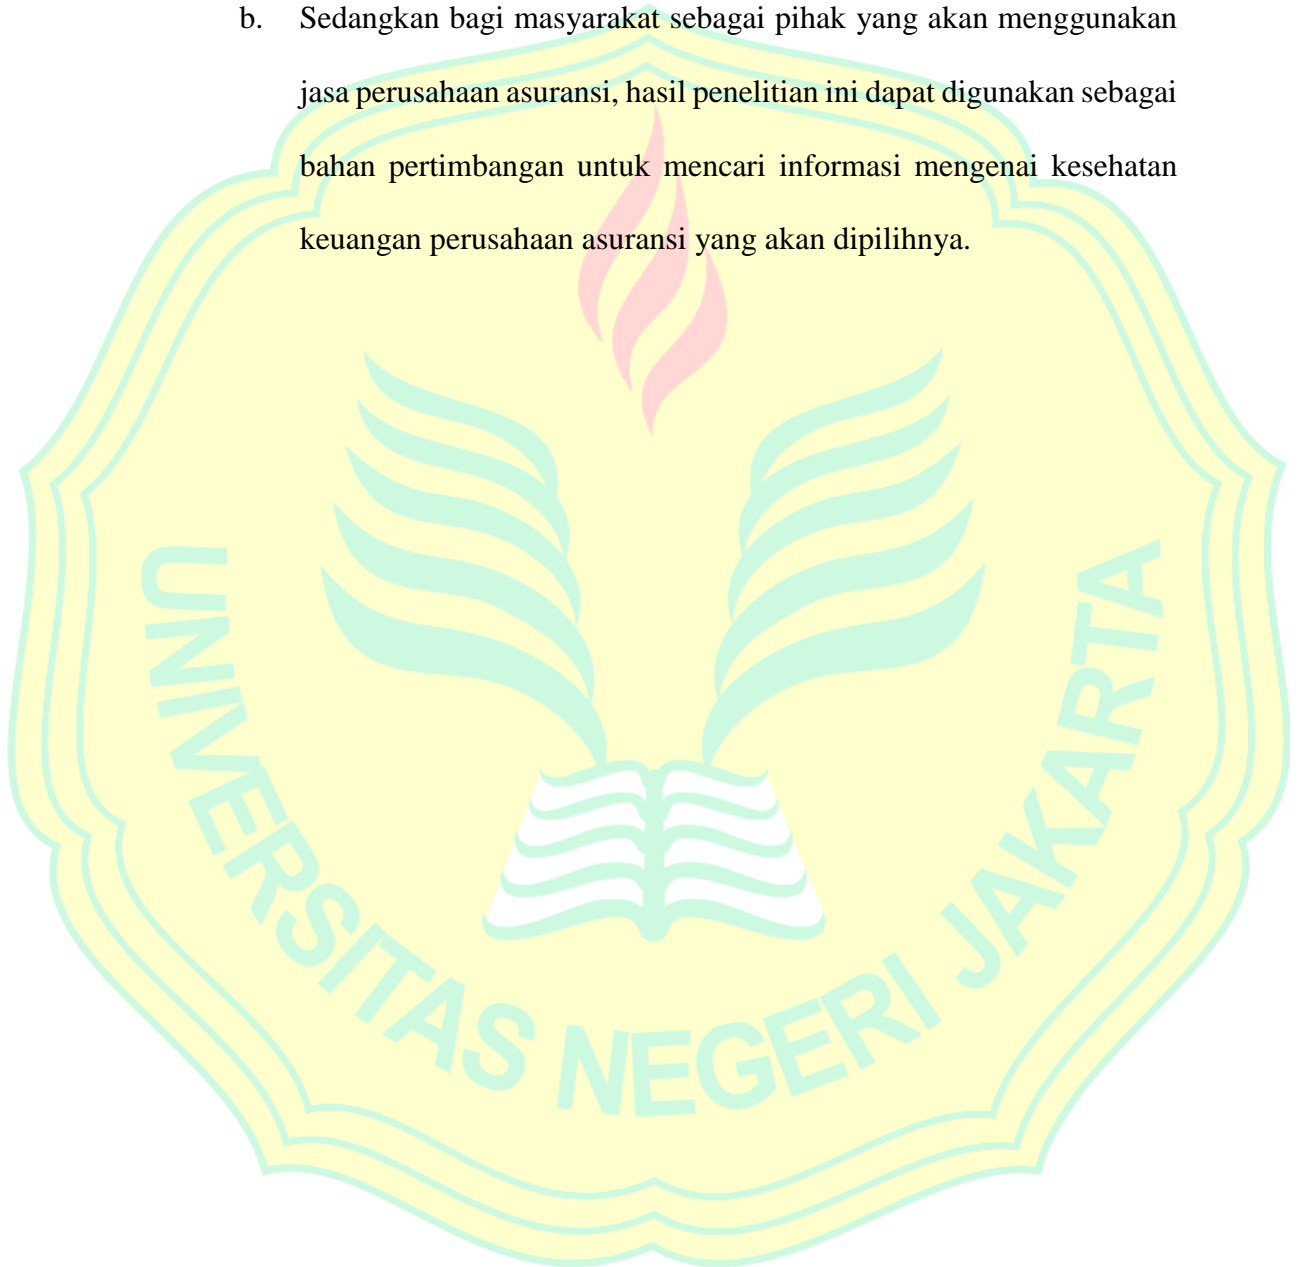 b. Sedangkan bagi masyarakat sebagai pihak yang akan menggunakan
jasa perusahaan asuransi, hasil penelitian ini dapat digunakan sebagai
bahan pertimbangan untuk mencari informasi mengenai kesehatan
keuangan perusahaan asuransi yang akan dipilihnya.
UNIVERSITAS NEGERI JAKARTA